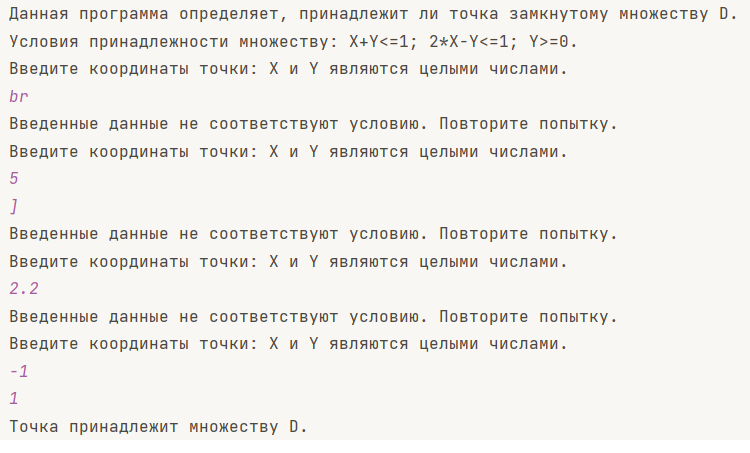 Данная программа определяет, принадлежит ли точка замкнутому множеству D.
Условия принадлежности множеству: X+Y<=1; 2*X-Y<=1; Y>=0.
Введите координаты точки: X и Y являются целыми числами.
br
Введенные данные не соответствуют условию. Повторите попытку.
Введите координаты точки: X и Y являются целыми числами.
5
]
Введенные данные не соответствуют условию. Повторите попытку.
Введите координаты точки: X и Y являются целыми числами.
2.2
Введенные данные не соответствуют условию. Повторите попытку.
Введите координаты точки: X и Y являются целыми числами.
-1
1
Точка принадлежит множеству D.